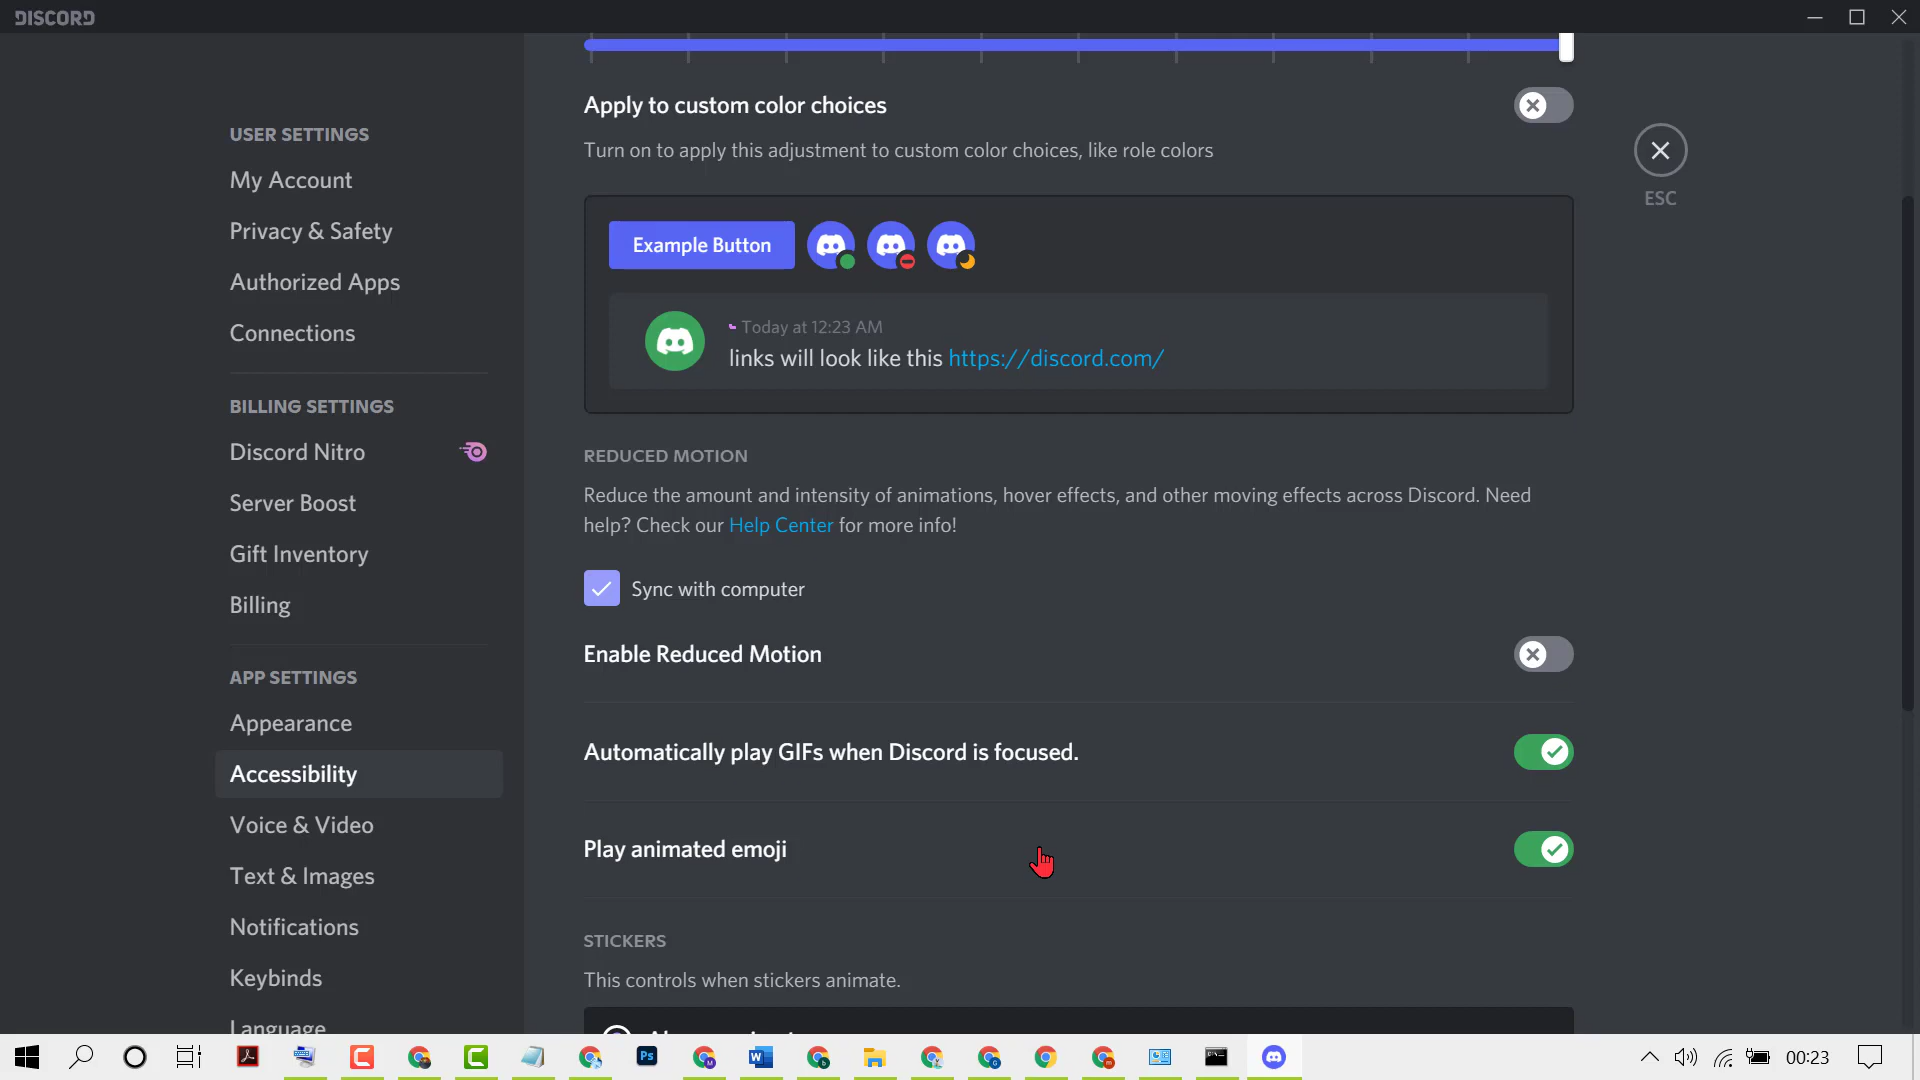 DISCORD
USER SETTINGS
My Account
Privacy & Safety
Authorized Apps
Connections
BILLING SETTINGS
Discord Nitro
Server Boost
Gift Inventory
Billing
APP SETTINGS
Appearance
Accessibility
Voice & Video
Text & Images
Notifications
Keybinds
Language
Apply to custom color choices
Turn on to apply this adjustment to custom color choices, like role colors
Example Button
Today at 12:23 AM
links will look like this https://discord.com/
REDUCED MOTION
Reduce the amount and intensity of animations, hover effects, and other moving effects across Discord. Need
help? Check our Help Center for more info!
Sync with computer
Enable Reduced Motion
Automatically play GIFs when Discord is focused.
Play animated emoji
STICKERS
This controls when stickers animate.
ESC
Ps
00:23